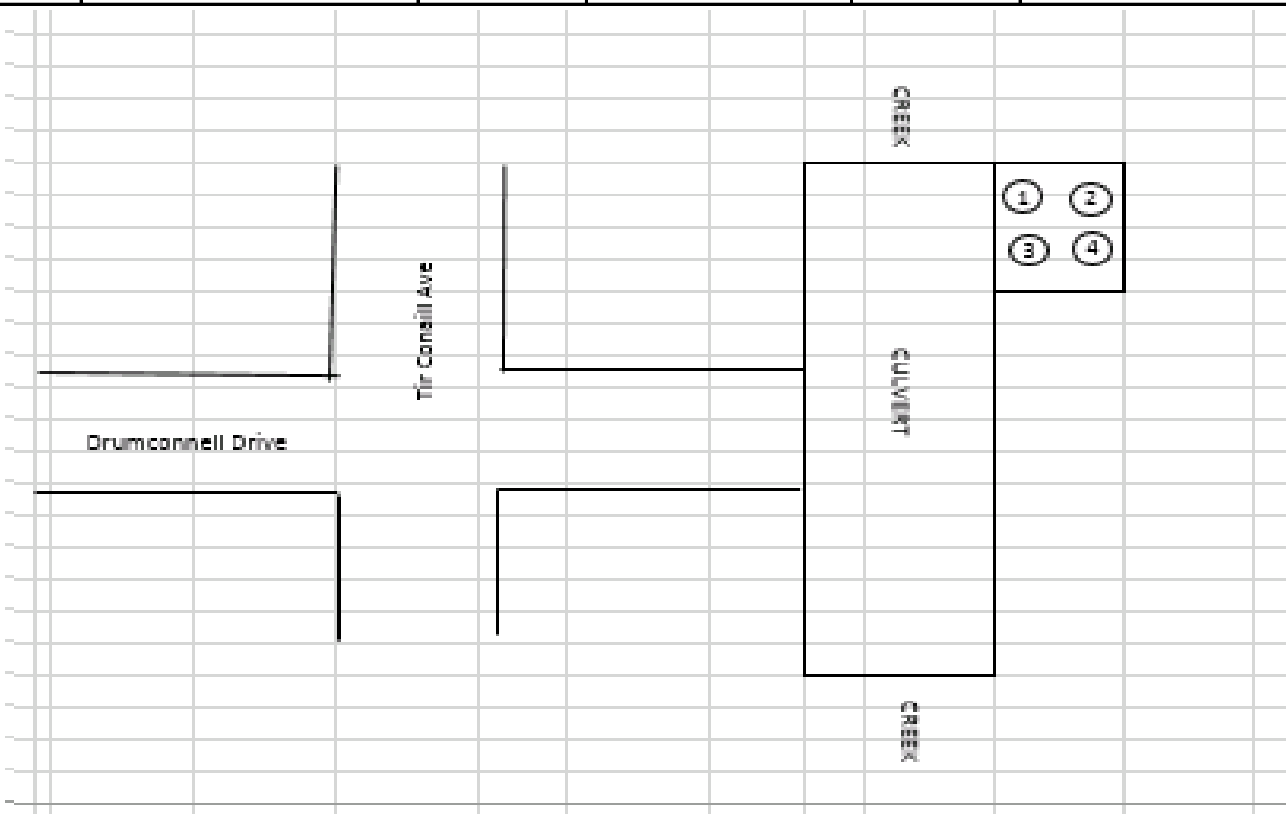 CREEK
1 2
3 4
Tir Conaill Ave
CULVERT
Drumconnell Drive
CREEK